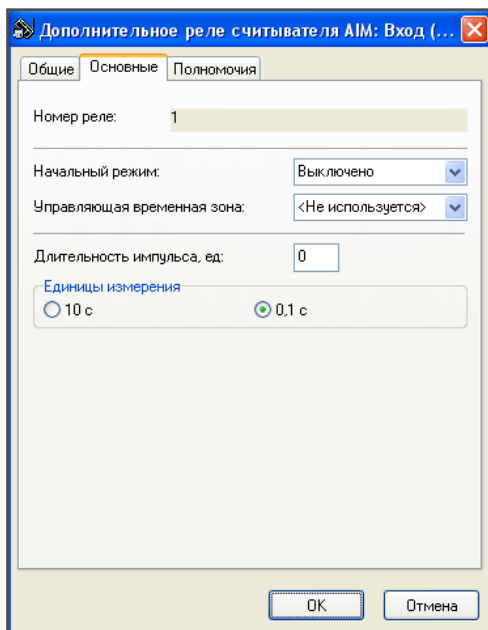 Дополнительное реле считывателя AIM: Вход (...
Общие Основные Полномочия
Номер реле: 1
Начальный режим: Выключено
Управляющая временная зона: <Не используется>
Длительность импульса, ед: 0
Единицы измерения
10 с 0,1 с
OK Отмена